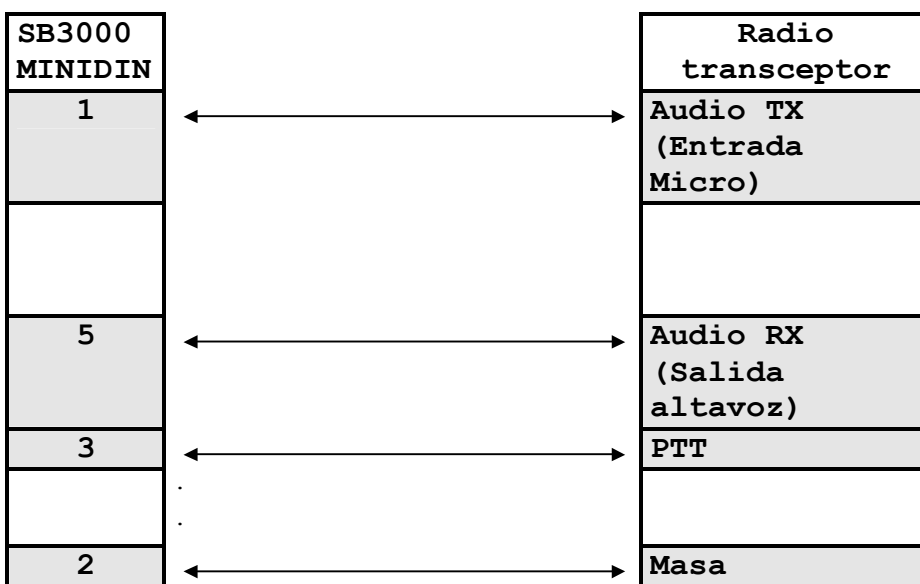 SB3000
MINIDIN
Radio
transceptor
1
Audio TX
(Entrada
Micro)
5
Audio RX
(Salida
altavoz)
3
PTT
.
.
2
Masa